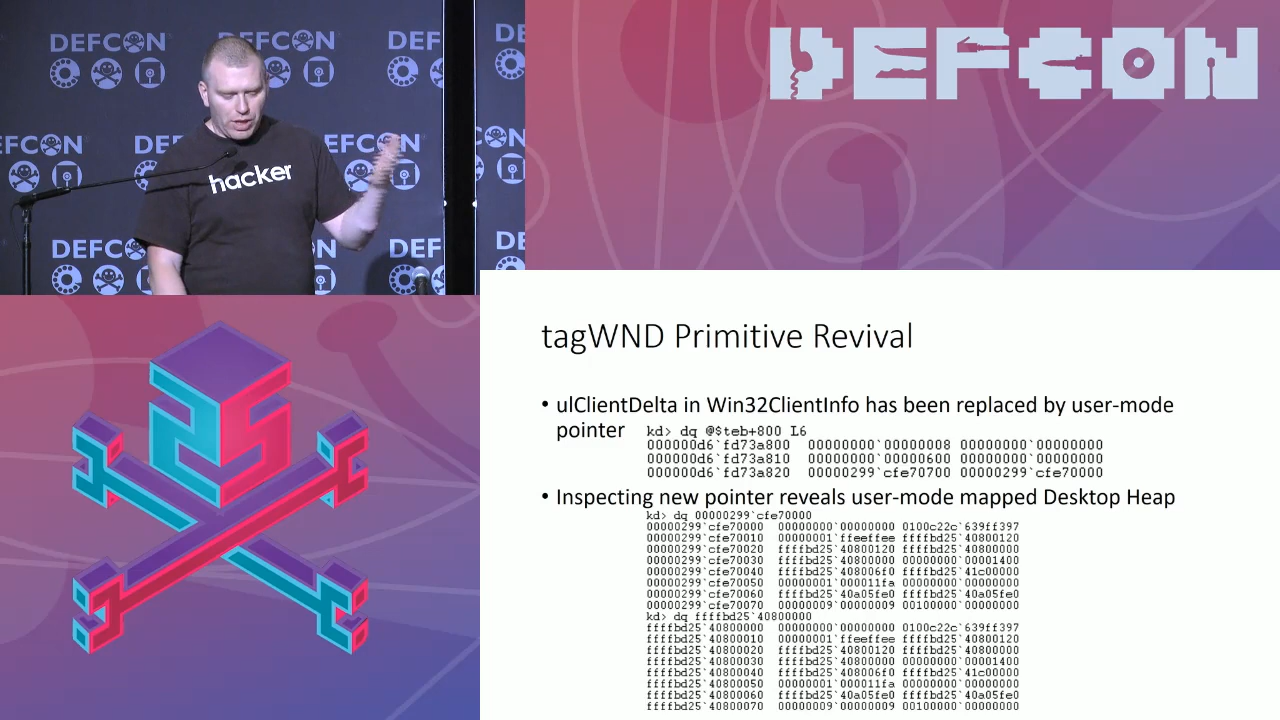 DEFCON
DEFCON
DEF
DE
DEFCON
DEF
DEFCON
DEFCON
hacker
DEFCON
DEF
DE
DEFCON
tagWND Primitive Revival
• ulClientDelta in Win32ClientInfo has been replaced by user-mode
pointer
kd> dq @$teb+800 L6
000000d6`fd73a800 00000000`00000008 00000000`00000000
000000d6`fd73a810 00000000`00000600 00000000`00000000
000000d6`fd73a820 00000299`cfe70700 00000299`cfe70000
• Inspecting new pointer reveals user-mode mapped Desktop Heap
kd> dq 00000299`cfe70000
00000299`cfe70000 00000000`00000000 0100c22c`639ff397
00000299`cfe70010 00000001`ffeeffee ffffbd25`40800120
00000299`cfe70020 ffffbd25`40800120 ffffbd25`40800000
00000299`cfe70030 ffffbd25`40800000 00000000`00001400
00000299`cfe70040 ffffbd25`408006f0 ffffbd25`41c00000
00000299`cfe70050 00000001`000011fa 00000000`00000000
00000299`cfe70060 ffffbd25`40a05fe0 ffffbd25`40a05fe0
00000299`cfe70070 00000009`00000009 00100000`00000000
kd> dq ffffbd25`40800000
ffffbd25`40800000 00000000`00000000 0100c22c`639ff397
ffffbd25`40800010 00000001`ffeeffee ffffbd25`40800120
ffffbd25`40800020 ffffbd25`40800120 ffffbd25`40800000
ffffbd25`40800030 ffffbd25`40800000 00000000`00001400
ffffbd25`40800040 ffffbd25`408006f0 ffffbd25`41c00000
ffffbd25`40800050 00000001`000011fa 00000000`00000000
ffffbd25`40800060 ffffbd25`40a05fe0 ffffbd25`40a05fe0
ffffbd25`40800070 00000009`00000009 00100000`00000000